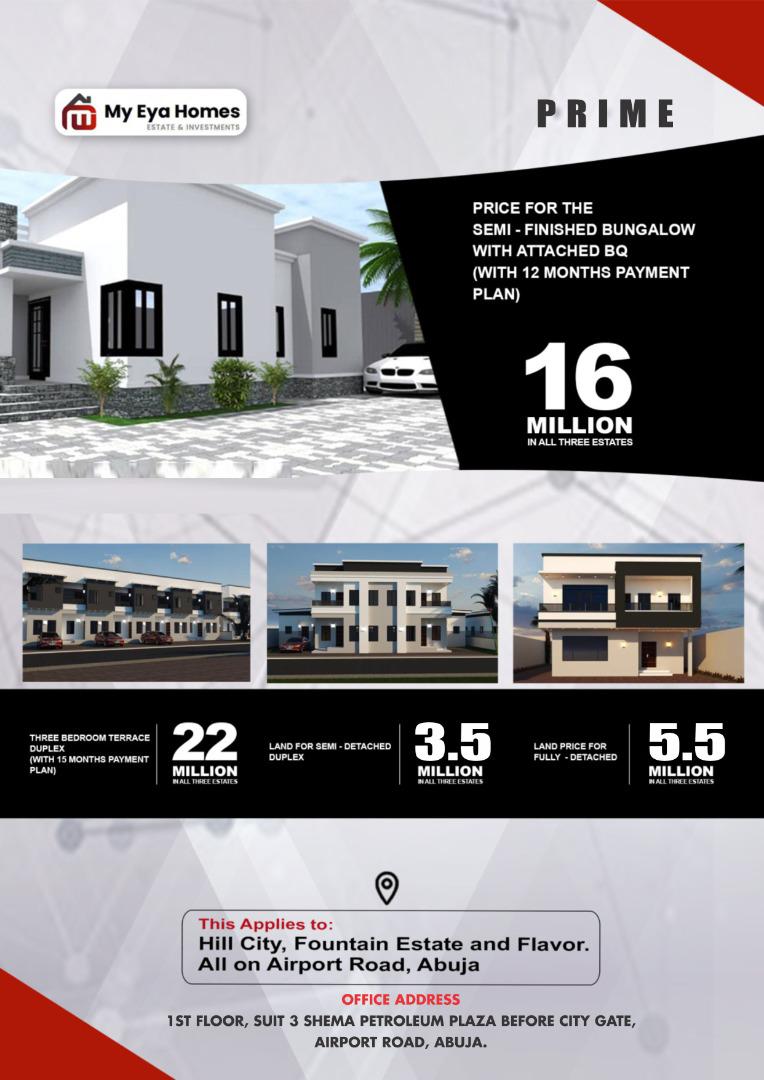 My Eya Homes
ESTATE & INVESTMENTS
PRIME
PRICE FOR THE
SEMI - FINISHED BUNGALOW
WITH ATTACHED BQ
(WITH 12 MONTHS PAYMENT
PLAN)
16
MILLION
IN ALL THREE ESTATES
THREE BEDROOM TERRACE
DUPLEX
(WITH 15 MONTHS PAYMENT
PLAN)
22
MILLION
IN ALL THREE ESTATES
LAND FOR SEMI - DETACHED
DUPLEX
3.5
MILLION
IN ALL THREE ESTATES
LAND PRICE FOR
FULLY - DETACHED
5.5
MILLION
IN ALL THREE ESTATES
This Applies to:
Hill City, Fountain Estate and Flavor.
All on Airport Road, Abuja
OFFICE ADDRESS
1ST FLOOR, SUIT 3 SHEMA PETROLEUM PLAZA BEFORE CITY GATE,
AIRPORT ROAD, ABUJA.